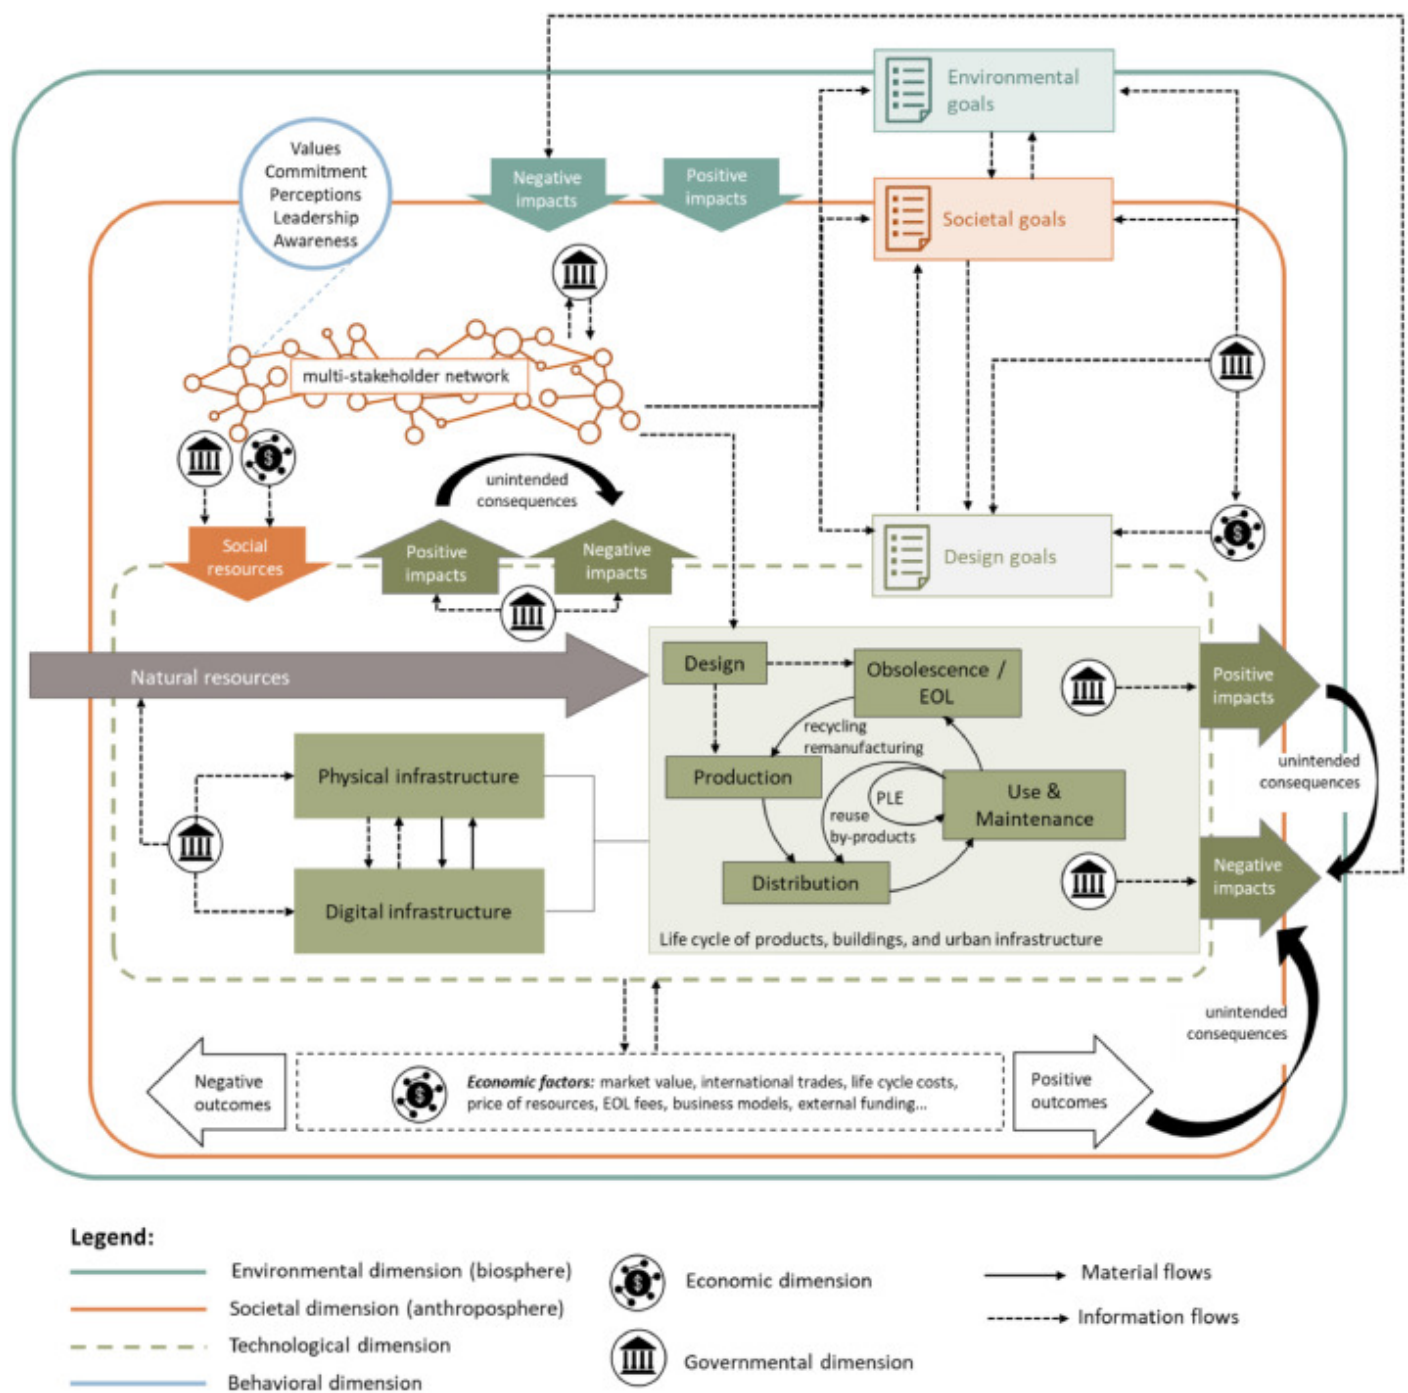 Environmental
goals
Values
Commitment
Perceptions
Leadership
Awareness
Negative
impacts
Positive
impacts
Societal goals
multi-stakeholder network
unintended
consequences
Social
resources
Positive
impacts
Negative
impacts
Design goals
Natural resources
Design
Obsolescence /
EOL
recycling
remanufacturing
Production
PLE
reuse
by-products
Use &
Maintenance
Distribution
Life cycle of products, buildings, and urban infrastructure
Physical infrastructure
Digital infrastructure
Positive
impacts
unintended
consequences
Negative
impacts
unintended
consequences
Negative
outcomes
Economic factors: market value, international trades, life cycle costs,
price of resources, EOL fees, business models, external funding...
Positive
outcomes
Legend:
Environmental dimension (biosphere)
Societal dimension (anthroposphere)
Technological dimension
Behavioral dimension
$ Economic dimension
Governmental dimension
Material flows
Information flows